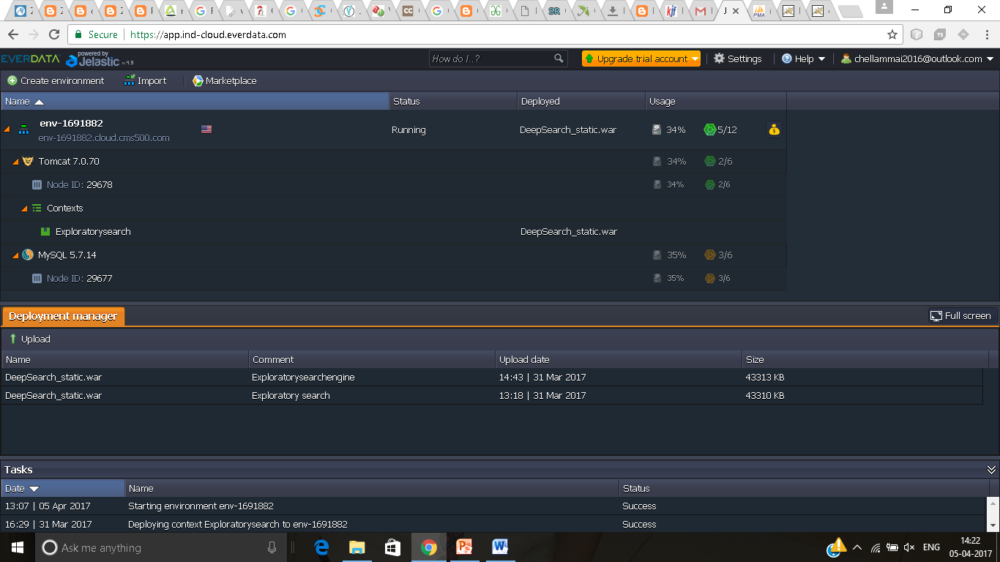 Secure https://app.ind-cloud.everdata.com
EVERDATA powered by Jelastic v.4.9 How do I..? Upgrade trial account Settings Help chellammai2016@outlook.com
Create environment Import Marketplace
Name Status Deployed Usage
env-1691882
env-1691882.cloud.cms500.com Running DeepSearch_static.war 34% 5/12
Tomcat 7.0.70 34% 2/6
Node ID: 29678 34% 2/6
Contexts
Exploratorysearch DeepSearch_static.war
MySQL 5.7.14 35% 3/6
Node ID: 29677 35% 3/6
Deployment manager Full screen
Upload
Name Comment Upload date Size
DeepSearch_static.war Exploratorysearchengine 14:43 | 31 Mar 2017 43313 KB
DeepSearch_static.war Exploratory search 13:18 | 31 Mar 2017 43310 KB
Tasks
Date Name Status
13:07 | 05 Apr 2017 Starting environment env-1691882 Success
16:29 | 31 Mar 2017 Deploying context Exploratorysearch to env-1691882 Success
Ask me anything ENG 14:22
05-04-2017